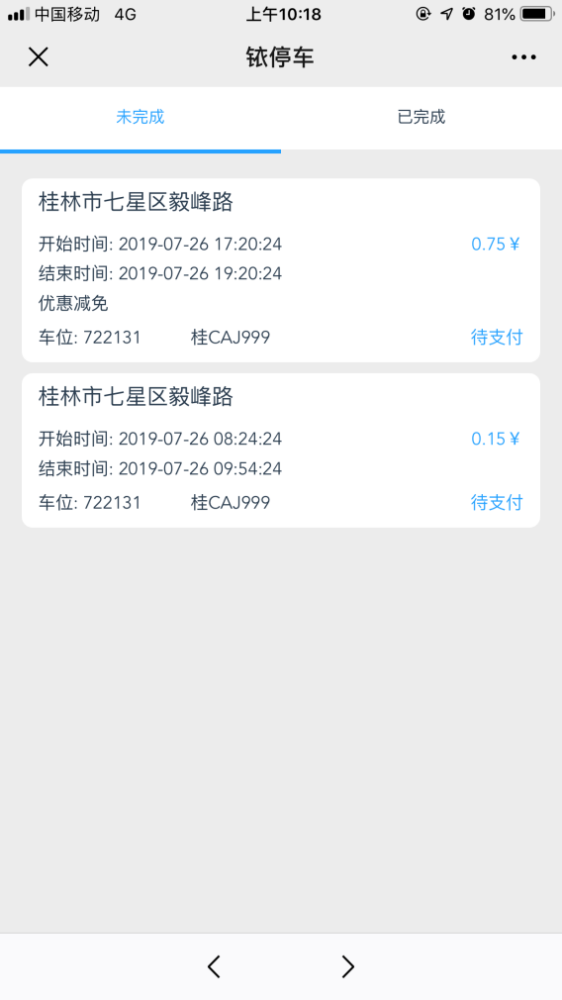 中国移动 4G 上午10:18 81%
铱停车
未完成 已完成
桂林市七星区毅峰路
开始时间: 2019-07-26 17:20:24 0.75 ¥
结束时间: 2019-07-26 19:20:24
优惠减免
车位: 722131 桂CAJ999 待支付
桂林市七星区毅峰路
开始时间: 2019-07-26 08:24:24 0.15 ¥
结束时间: 2019-07-26 09:54:24
车位: 722131 桂CAJ999 待支付